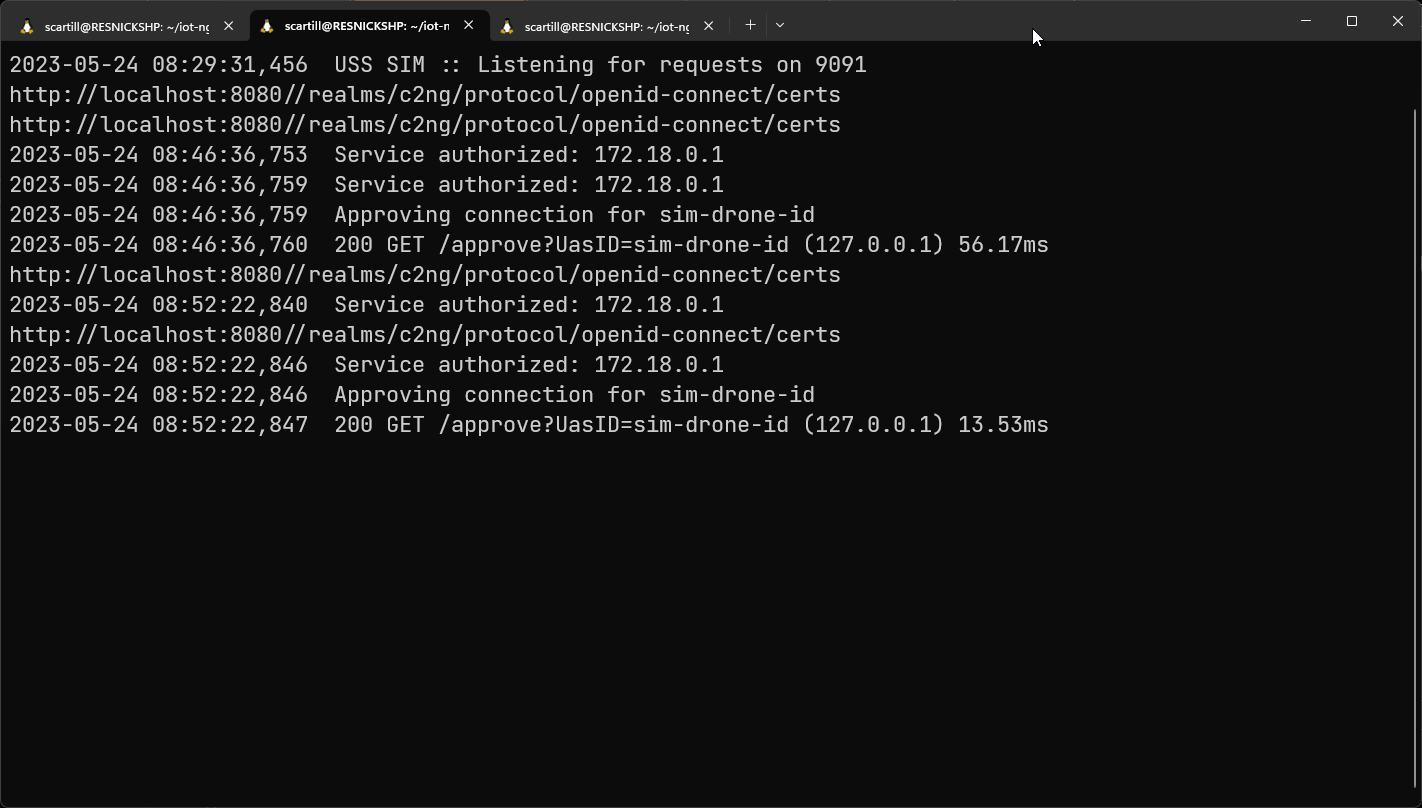 scartill@RESNICKSHP: ~/iot-ng
scartill@RESNICKSHP: ~/iot-n
scartill@RESNICKSHP: ~/iot-ng
2023-05-24 08:29:31,456  USS SIM :: Listening for requests on 9091
http://localhost:8080//realms/c2ng/protocol/openid-connect/certs
http://localhost:8080//realms/c2ng/protocol/openid-connect/certs
2023-05-24 08:46:36,753  Service authorized: 172.18.0.1
2023-05-24 08:46:36,759  Service authorized: 172.18.0.1
2023-05-24 08:46:36,759  Approving connection for sim-drone-id
2023-05-24 08:46:36,760  200 GET /approve?UasID=sim-drone-id (127.0.0.1) 56.17ms
http://localhost:8080//realms/c2ng/protocol/openid-connect/certs
2023-05-24 08:52:22,840  Service authorized: 172.18.0.1
http://localhost:8080//realms/c2ng/protocol/openid-connect/certs
2023-05-24 08:52:22,846  Service authorized: 172.18.0.1
2023-05-24 08:52:22,846  Approving connection for sim-drone-id
2023-05-24 08:52:22,847  200 GET /approve?UasID=sim-drone-id (127.0.0.1) 13.53ms